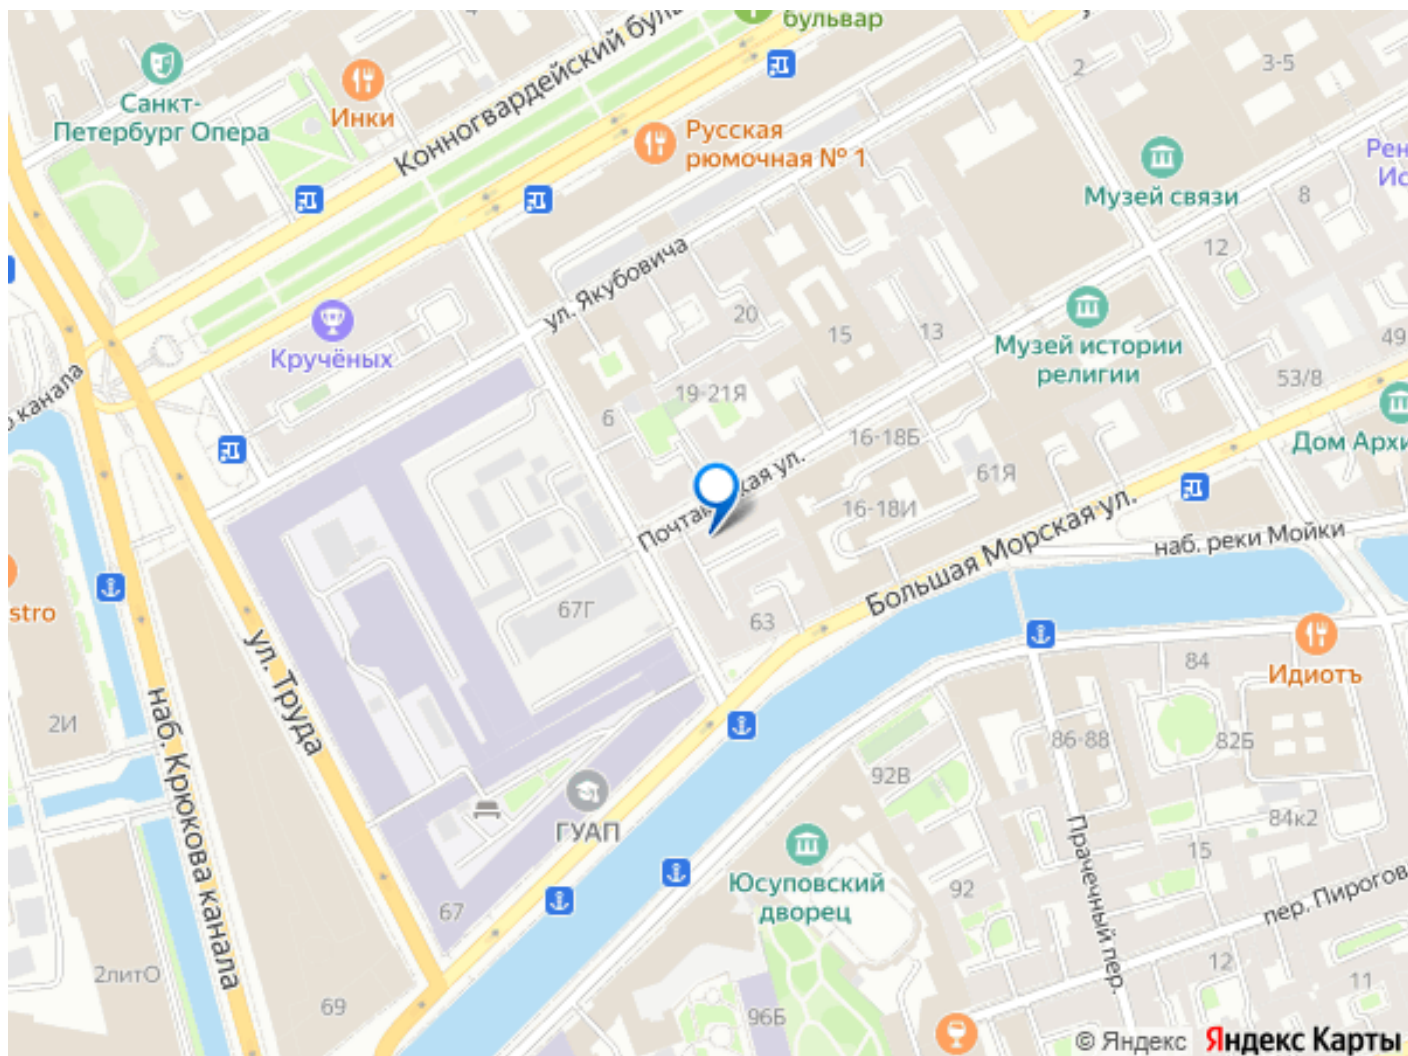 бульвар
Санкт-
Петербург Опера
Инки
Конногвардейский буль
Русская
рюмочная № 1
2
3-5
Музей связи
Рен
Ис
8
12
ул. Якубовича
Кручёных
20
15
13
Музей истории
религии
49
53/8
Дом Архи
канала
19-21Я
6
16-18Б
61Я
16-18И
кая ул.
Почта
Большая Морская ул.
наб. реки Мойки
stro
67Г
63
ул. Труда
84
Идиотъ
2И
наб. Крюкова канала
86-88
82Б
92В
84к2
ГУАП
Прачечный пер.
15
Юсуповский
дворец
92
пер. Пирогов
67
2литО
12
11
69
96Б
© Яндекс Яндекс Карты